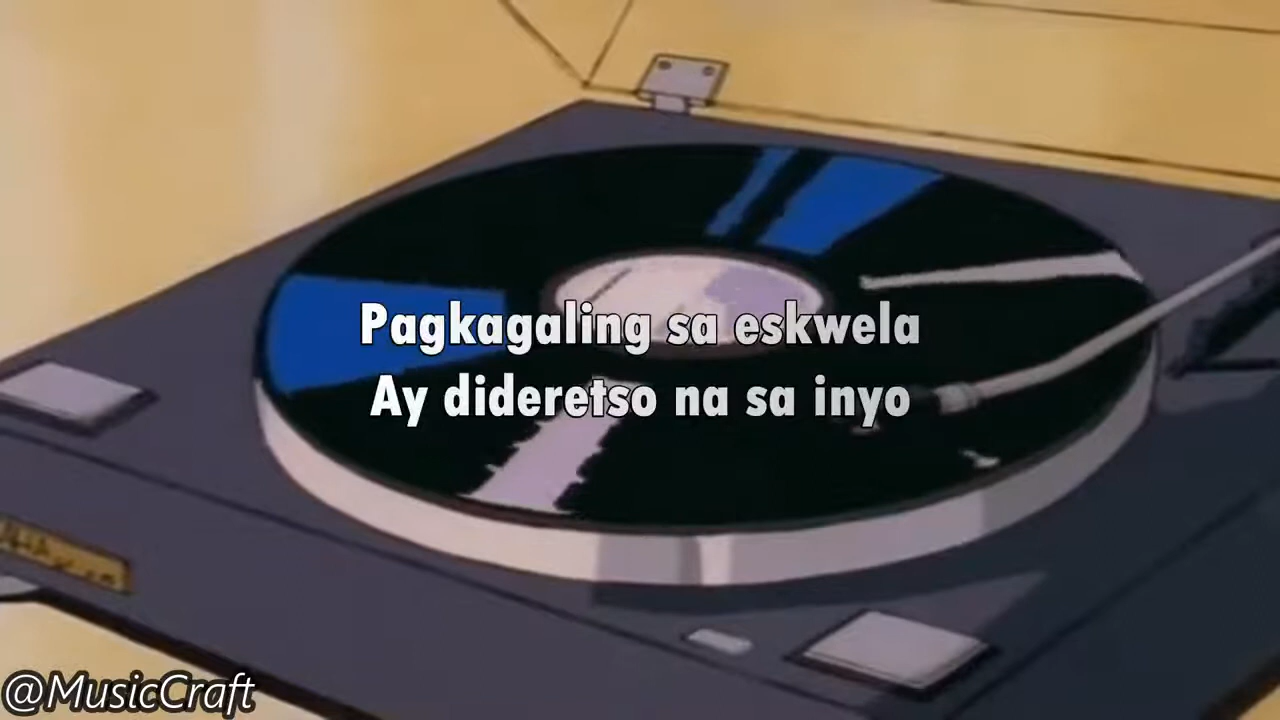 Pagkagaling sa eskwela
Ay dideretso na sa inyo
@MusicCraft